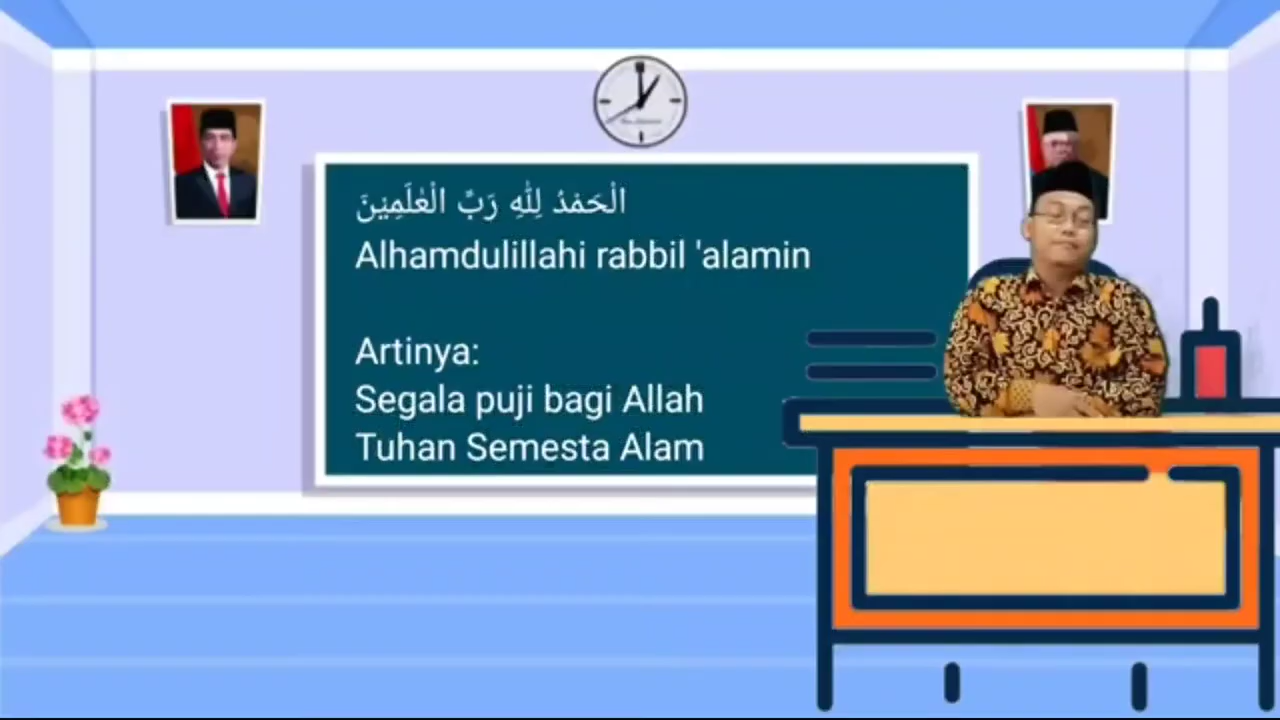 الْحَمْدُ لِلّٰهِ رَبِّ الْعٰلَمِيْنَ
Alhamdulillahi rabbil 'alamin
Artinya:
Segala puji bagi Allah
Tuhan Semesta Alam